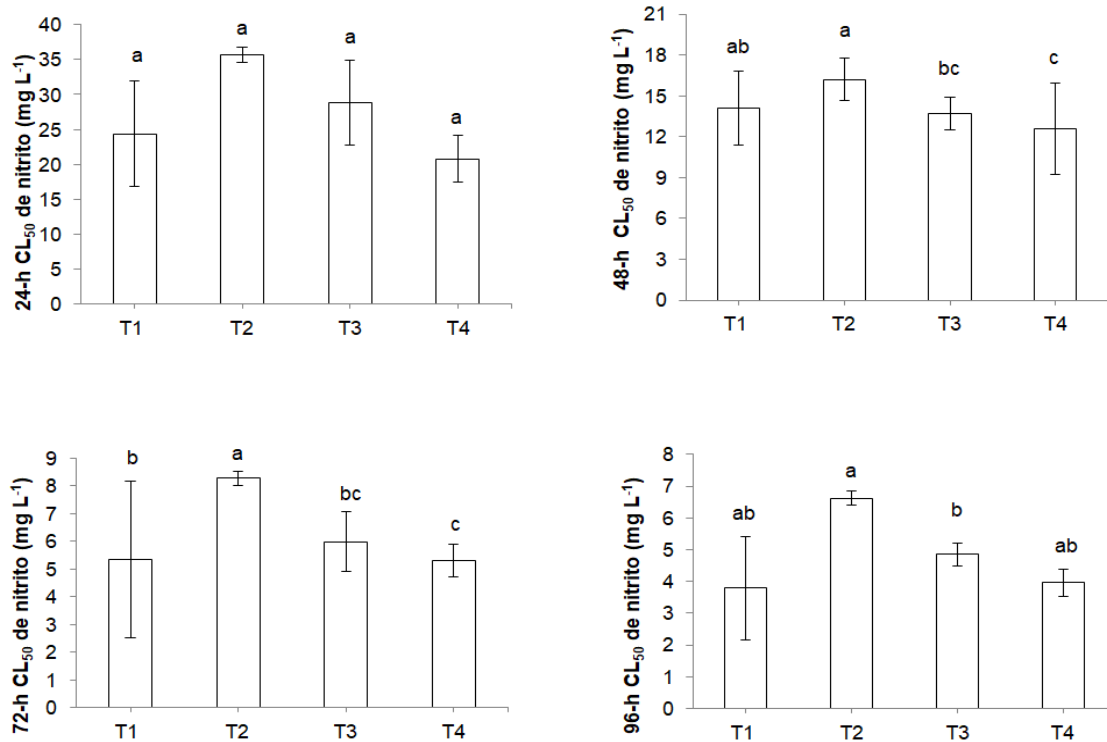 24-h CL50 de nitrito (mg L-1)
40
35
30
25
20
15
10
5
0
a
a
a
a
T1
T2
T3
T4
48-h CL50 de nitrito (mg L-1)
21
18
15
12
9
6
3
0
ab
a
bc
c
T1
T2
T3
T4
72-h CL50 de nitrito (mg L-1)
9
8
7
6
5
4
3
2
1
0
b
a
bc
c
T1
T2
T3
T4
96-h CL50 de nitrito (mg L-1)
8
7
6
5
4
3
2
1
0
ab
a
b
ab
T1
T2
T3
T4